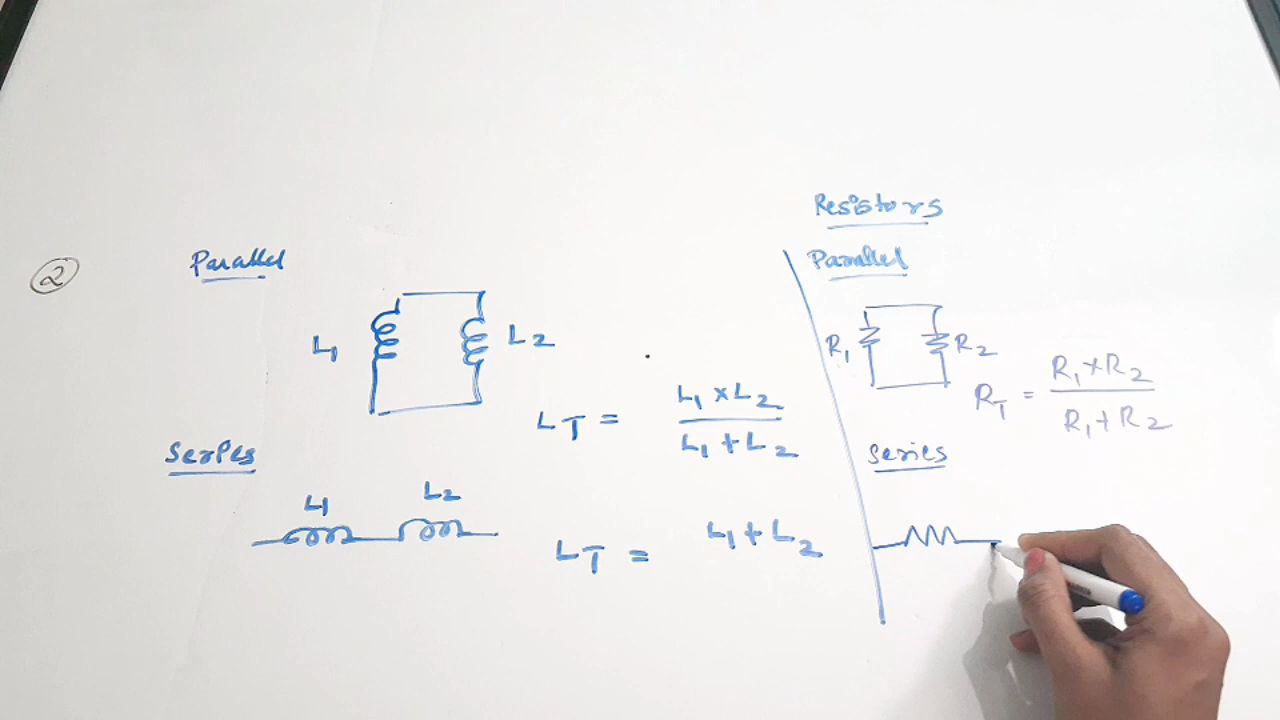 2
Parallel
L1
L2
LT = L1 x L2
L1 + L2
Series
L1
L2
LT = L1 + L2
Resistors
Parallel
R1
R2
RT = R1 x R2
R1 + R2
Series